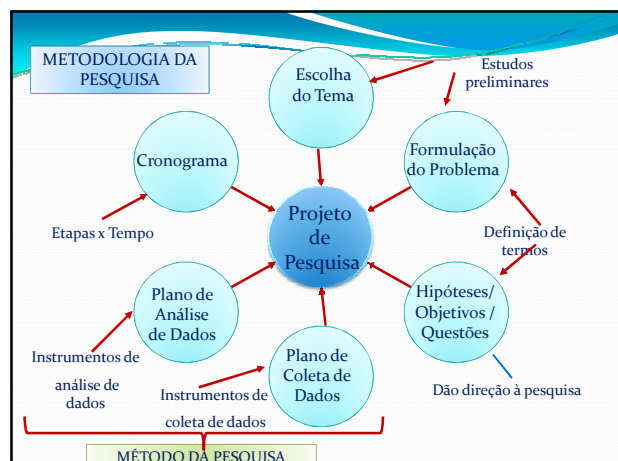 METODOLOGIA DA
PESQUISA
Escolha
do Tema
Estudos
preliminares
Cronograma
Formulação
do Problema
Etapas x Tempo
Projeto
de
Pesquisa
Definição de
termos
Plano de
Análise
de Dados
Hipóteses/
Objetivos /
Questões
Instrumentos de
análise de
dados
Plano de
Coleta de
Dados
Instrumentos de
coleta de dados
Dão direção à pesquisa
MÉTODO DA PESQUISA